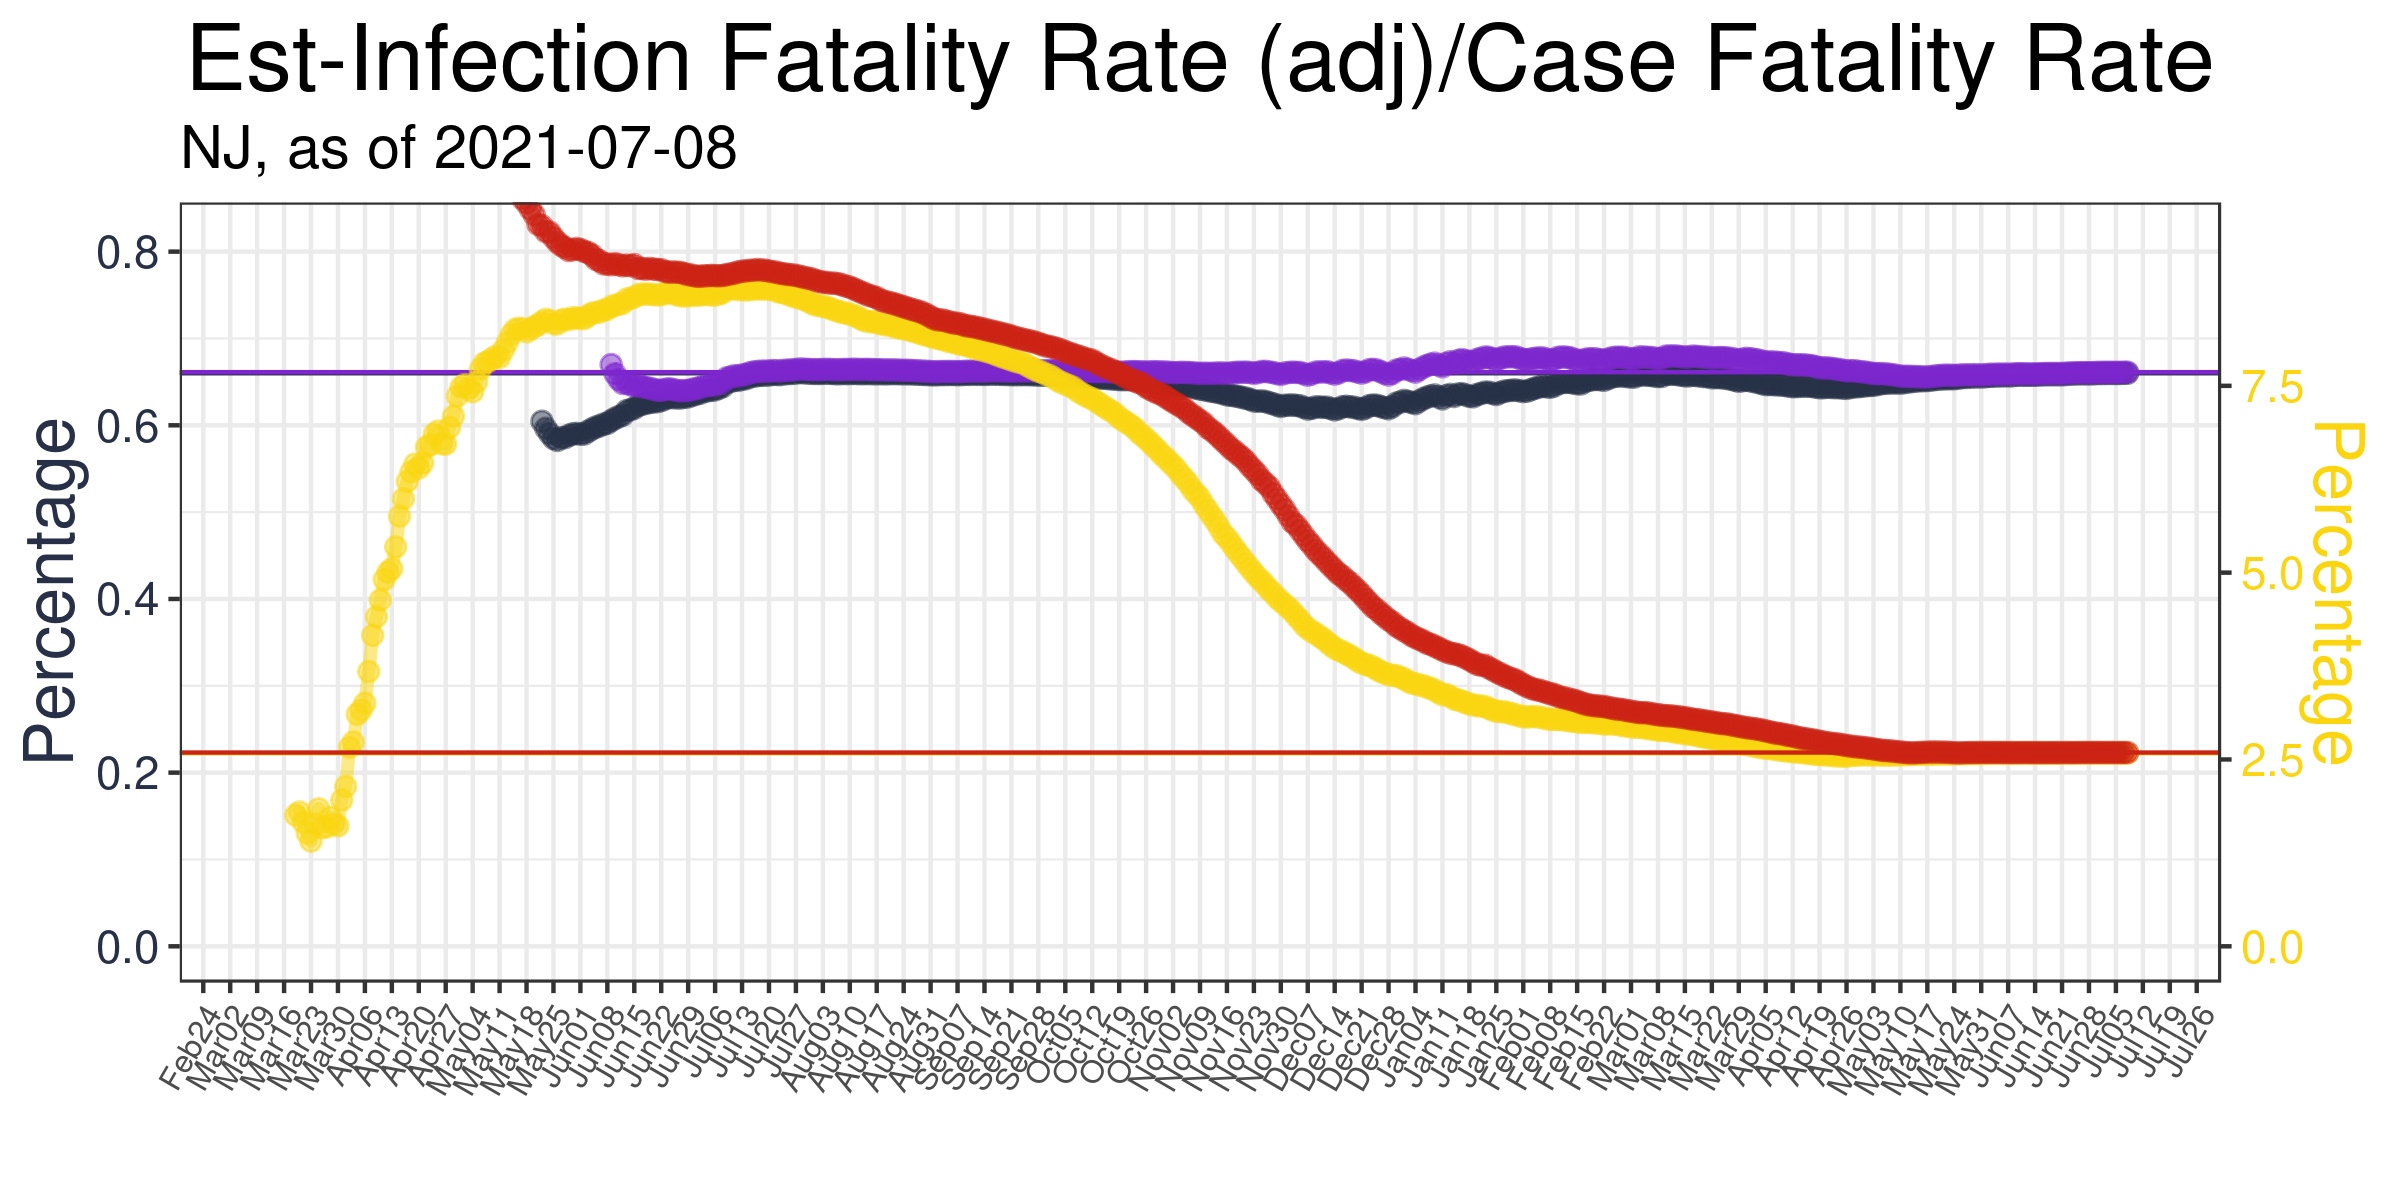 Est-Infection Fatality Rate (adj)/Case Fatality Rate
NJ, as of 2021-07-08
Percentage
0.8
0.6
0.4
0.2
0.0
7.5
5.0
2.5
0.0
Percentage
Feb24
Mar02
Mar09
Mar16
Mar23
Mar30
Apr06
Apr13
Apr20
Apr27
May04
May11
May18
May25
Jun01
Jun08
Jun15
Jun22
Jun29
Jul06
Jul13
Jul20
Jul27
Aug03
Aug10
Aug17
Aug24
Aug31
Sep07
Sep14
Sep21
Sep28
Oct05
Oct12
Oct19
Oct26
Nov02
Nov09
Nov16
Nov23
Nov30
Dec07
Dec14
Dec21
Dec28
Jan04
Jan11
Jan18
Jan25
Feb01
Feb08
Feb15
Feb22
Mar01
Mar08
Mar15
Mar22
Mar29
Apr05
Apr12
Apr19
Apr26
May03
May10
May17
May24
May31
Jun07
Jun14
Jun21
Jun28
Jul05
Jul12
Jul19
Jul26